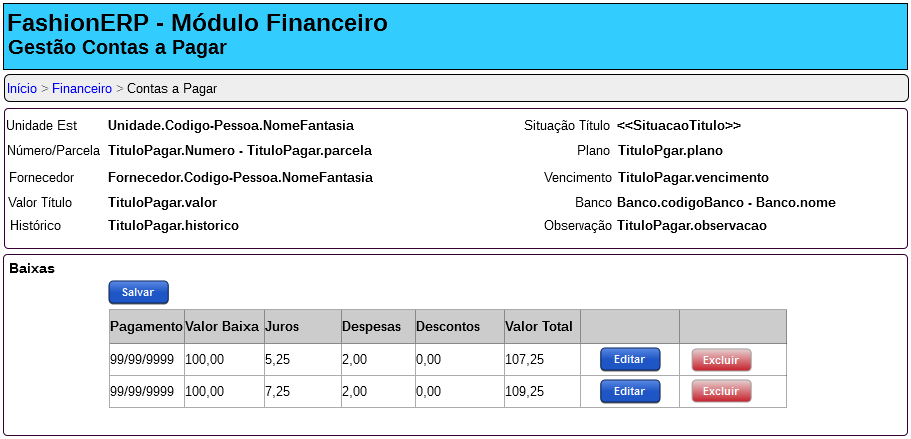 FashionERP - Módulo Financeiro
Gestão Contas a Pagar
Início > Financeiro > Contas a Pagar
Unidade Est Unidade.Codigo-Pessoa.NomeFantasia Situação Título <<SituacaoTitulo>>
Número/Parcela TituloPagar.Numero - TituloPagar.parcela Plano TituloPgar.plano
Fornecedor Fornecedor.Codigo-Pessoa.NomeFantasia Vencimento TituloPagar.vencimento
Valor Título TituloPagar.valor Banco Banco.codigoBanco - Banco.nome
Histórico TituloPagar.historico Observação TituloPagar.observacao
Baixas
Salvar
Pagamento Valor Baixa Juros Despesas Descontos Valor Total
99/99/9999 100,00 5,25 2,00 0,00 107,25 Editar Excluir
99/99/9999 100,00 7,25 2,00 0,00 109,25 Editar Excluir